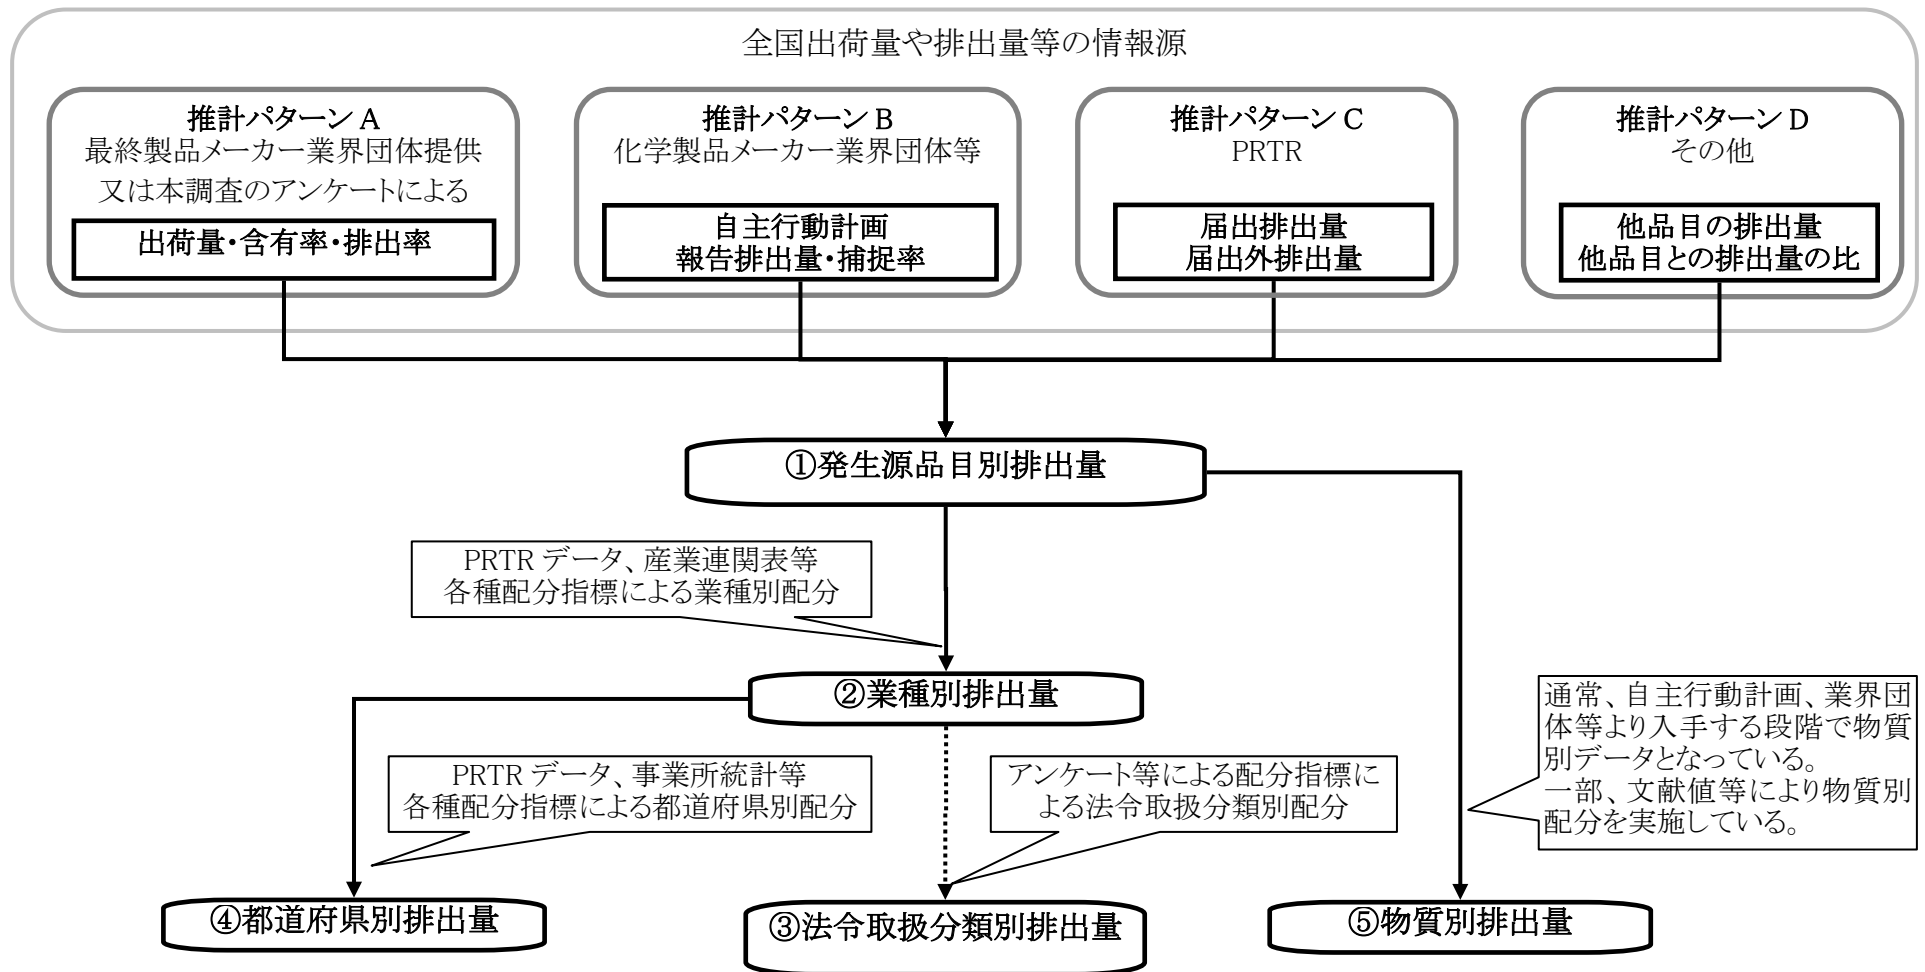 全国出荷量や排出量等の情報源
推計パターン A
最終製品メーカー業界団体提供
又は本調査のアンケートによる
出荷量・含有率・排出率
推計パターン B
化学製品メーカー業界団体等
自主行動計画
報告排出量・捕捉率
推計パターン C
PRTR
届出排出量
届出外排出量
推計パターン D
その他
他品目の排出量
他品目との排出量の比
①発生源品目別排出量
PRTR データ、産業連関表等
各種配分指標による業種別配分
②業種別排出量
通常、自主行動計画、業界団
体等より入手する段階で物質
別データとなっている。
一部、文献値等により物質別
配分を実施している。
PRTR データ、事業所統計等
各種配分指標による都道府県別配分
アンケート等による配分指標に
よる法令取扱分類別配分
④都道府県別排出量
③法令取扱分類別排出量
⑤物質別排出量